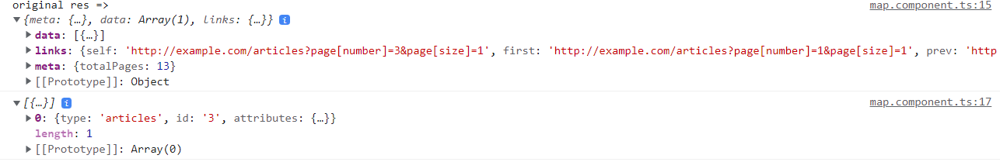 original res => map.component.ts:15
▼{meta: {…}, data: Array(1), links: {…}} i
▶data: [{…}]
▶links: {self: 'http://example.com/articles?page[number]=3&page[size]=1', first: 'http://example.com/articles?page[number]=1&page[size]=1', prev: 'http
▶meta: {totalPages: 13}
▶[[Prototype]]: Object
▼[{…}] i map.component.ts:17
▶0: {type: 'articles', id: '3', attributes: {…}}
length: 1
▶[[Prototype]]: Array(0)